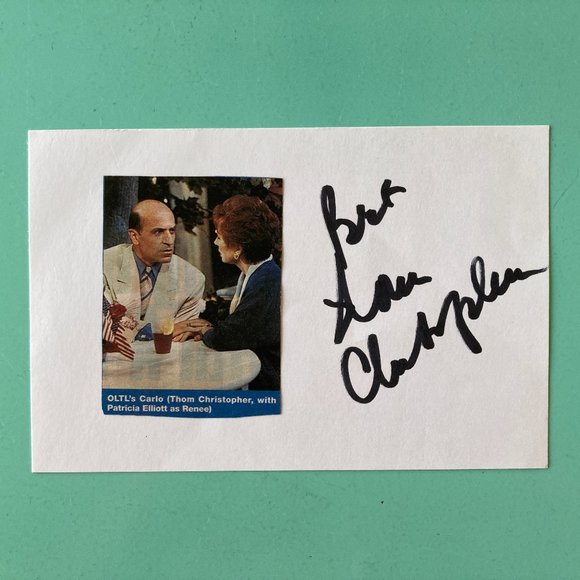 OLTL's Carlo (Thom Christopher, with
Patricia Elliott as Renee)
Best
Thom
Christopher